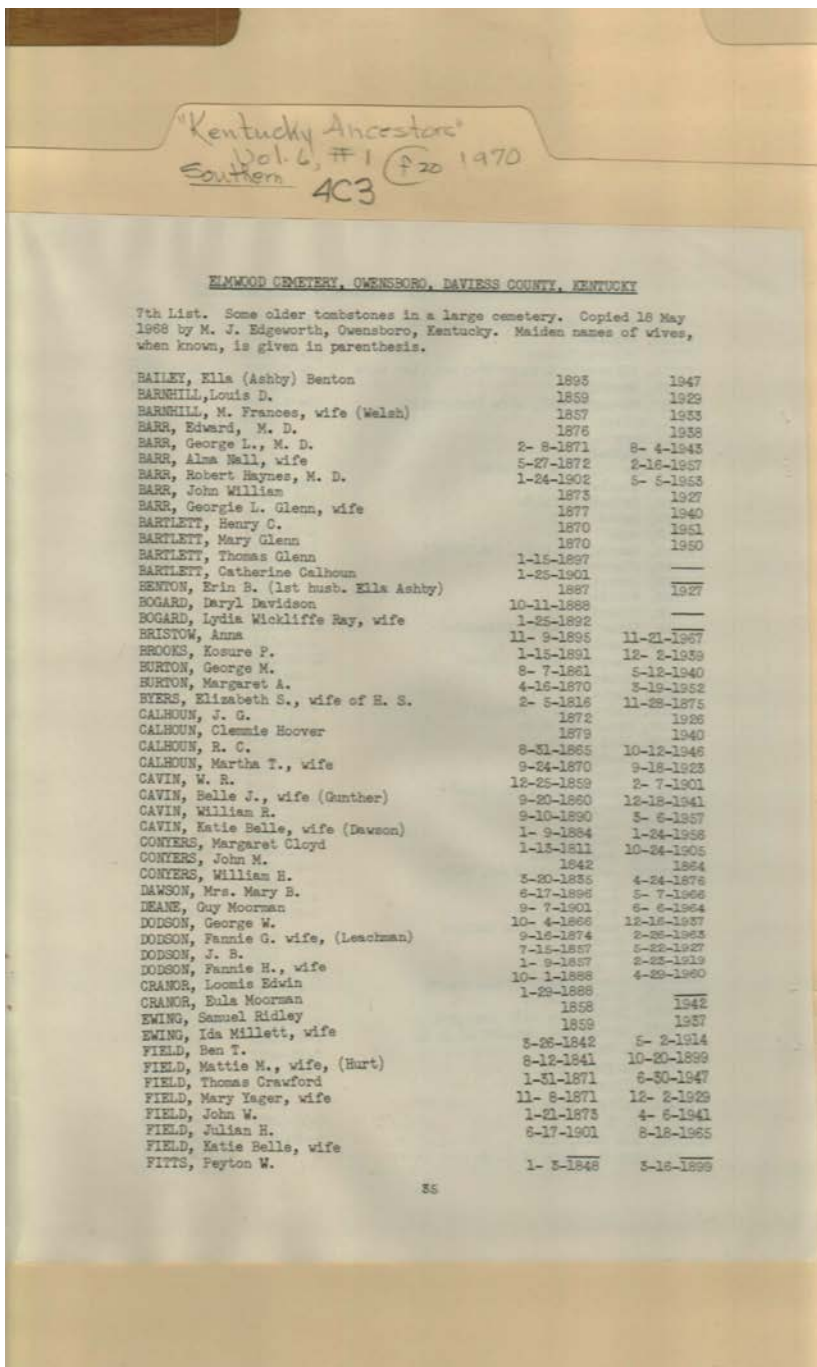 "Kentucky Ancestors"
Vol. 6, #1 p 20 1970
Southern
4C3
ELMWOOD CEMETERY, OWENSBORO, DAVIESS COUNTY, KENTUCKY
7th List. Some older tombstones in a large cemetery. Copied 18 May
1968 by M. J. Edgeworth, Owensboro, Kentucky. Maiden names of wives,
when known, is given in parenthesis.
BAILEY, Ella (Ashby) Benton 1893 1947
BARNHILL,Louis D. 1859 1929
BARNHILL, M. Frances, wife (Welsh) 1857 1933
BARR, Edward, M. D. 1876 1938
BARR, George L., M. D. 2- 8-1871 8- 4-1943
BARR, Alma Nall, wife 5-27-1872 2-16-1957
BARR, Robert Haynes, M. D. 1-24-1902 5- 5-1953
BARR, John William 1873 1927
BARR, Georgie L. Glenn, wife 1877 1940
BARTLETT, Henry C. 1870 1951
BARTLETT, Mary Glenn 1870 1950
BARTLETT, Thomas Glenn 1-15-1897 ____
BARTLETT, Catherine Calhoun 1-25-1901 ____
BENTON, Erin B. (1st husb. Ella Ashby) 1887 1927
BOGARD, Daryl Davidson 10-11-1888 ____
BOGARD, Lydia Wickliffe Ray, wife 1-25-1892 ____
BRISTOW, Anna 11- 9-1895 11-21-1967
BROOKS, Kosure P. 1-15-1891 12- 2-1939
BURTON, George M. 8- 7-1861 5-12-1940
BURTON, Margaret A. 4-16-1870 3-19-1952
BYERS, Elizabeth S., wife of H. S. 2- 5-1816 11-28-1875
CALHOUN, J. G. 1872 1926
CALHOUN, Clemmie Hoover 1879 1940
CALHOUN, R. C. 8-31-1865 10-12-1946
CALHOUN, Martha T., wife 9-24-1870 9-18-1923
CAVIN, W. R. 12-25-1859 2- 7-1901
CAVIN, Belle J., wife (Gunther) 9-20-1860 12-18-1941
CAVIN, William R. 9-10-1890 3- 6-1957
CAVIN, Katie Belle, wife (Dawson) 1- 9-1884 1-24-1958
CONYERS, Margaret Cloyd 1-13-1811 10-24-1905
CONYERS, John M. 1842 1864
CONYERS, William H. 3-20-1835 4-24-1876
DAWSON, Mrs. Mary B. 6-17-1896 5- 7-1966
DEANE, Guy Moorman 9- 7-1901 6- 6-1964
DODSON, George W. 10- 4-1866 12-16-1937
DODSON, Fannie G. wife, (Leachman) 9-16-1874 2-26-1963
DODSON, J. B. 7-15-1857 5-22-1927
DODSON, Fannie H., wife 1- 9-1857 2-23-1919
CRANOR, Loomis Edwin 10- 1-1888 4-29-1960
CRANOR, Eula Moorman 1-29-1888 ____
EWING, Samuel Ridley 1858 1942
EWING, Ida Millett, wife 1859 1937
FIELD, Ben T. 3-26-1842 5- 2-1914
FIELD, Mattie M., wife, (Hurt) 8-12-1841 10-20-1899
FIELD, Thomas Crawford 1-31-1871 6-30-1947
FIELD, Mary Yager, wife 11- 8-1871 12- 2-1929
FIELD, John W. 1-21-1873 4- 6-1941
FIELD, Julian H. 6-17-1901 8-18-1965
FIELD, Katie Belle, wife ____ ____
FITTS, Peyton W. 1- 3-1848 3-16-1899
35